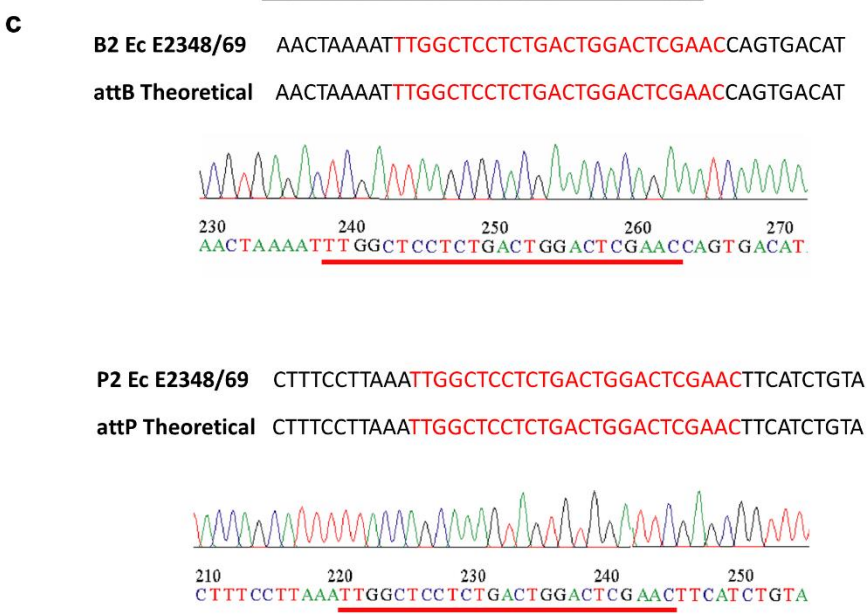 c
B2 Ec E2348/69 AACTAAAATTTGGCTCCTCTGACTGGACTCGAACCAGTGACAT
attB Theoretical AACTAAAATTTGGCTCCTCTGACTGGACTCGAACCAGTGACAT
230 240 250 260 270
AACTAAAATTTGGCTCCTCTGACTGGACTCGAACCAGTGACAT
P2 Ec E2348/69 CTTTCCTTAAATTGGCTCCTCTGACTGGACTCGAACTTCATCTGTA
attP Theoretical CTTTCCTTAAATTGGCTCCTCTGACTGGACTCGAACTTCATCTGTA
210 220 230 240 250
CTTTCCTTAAATTGGCTCCTCTGACTGGACTCGAACTTCATCTGTA